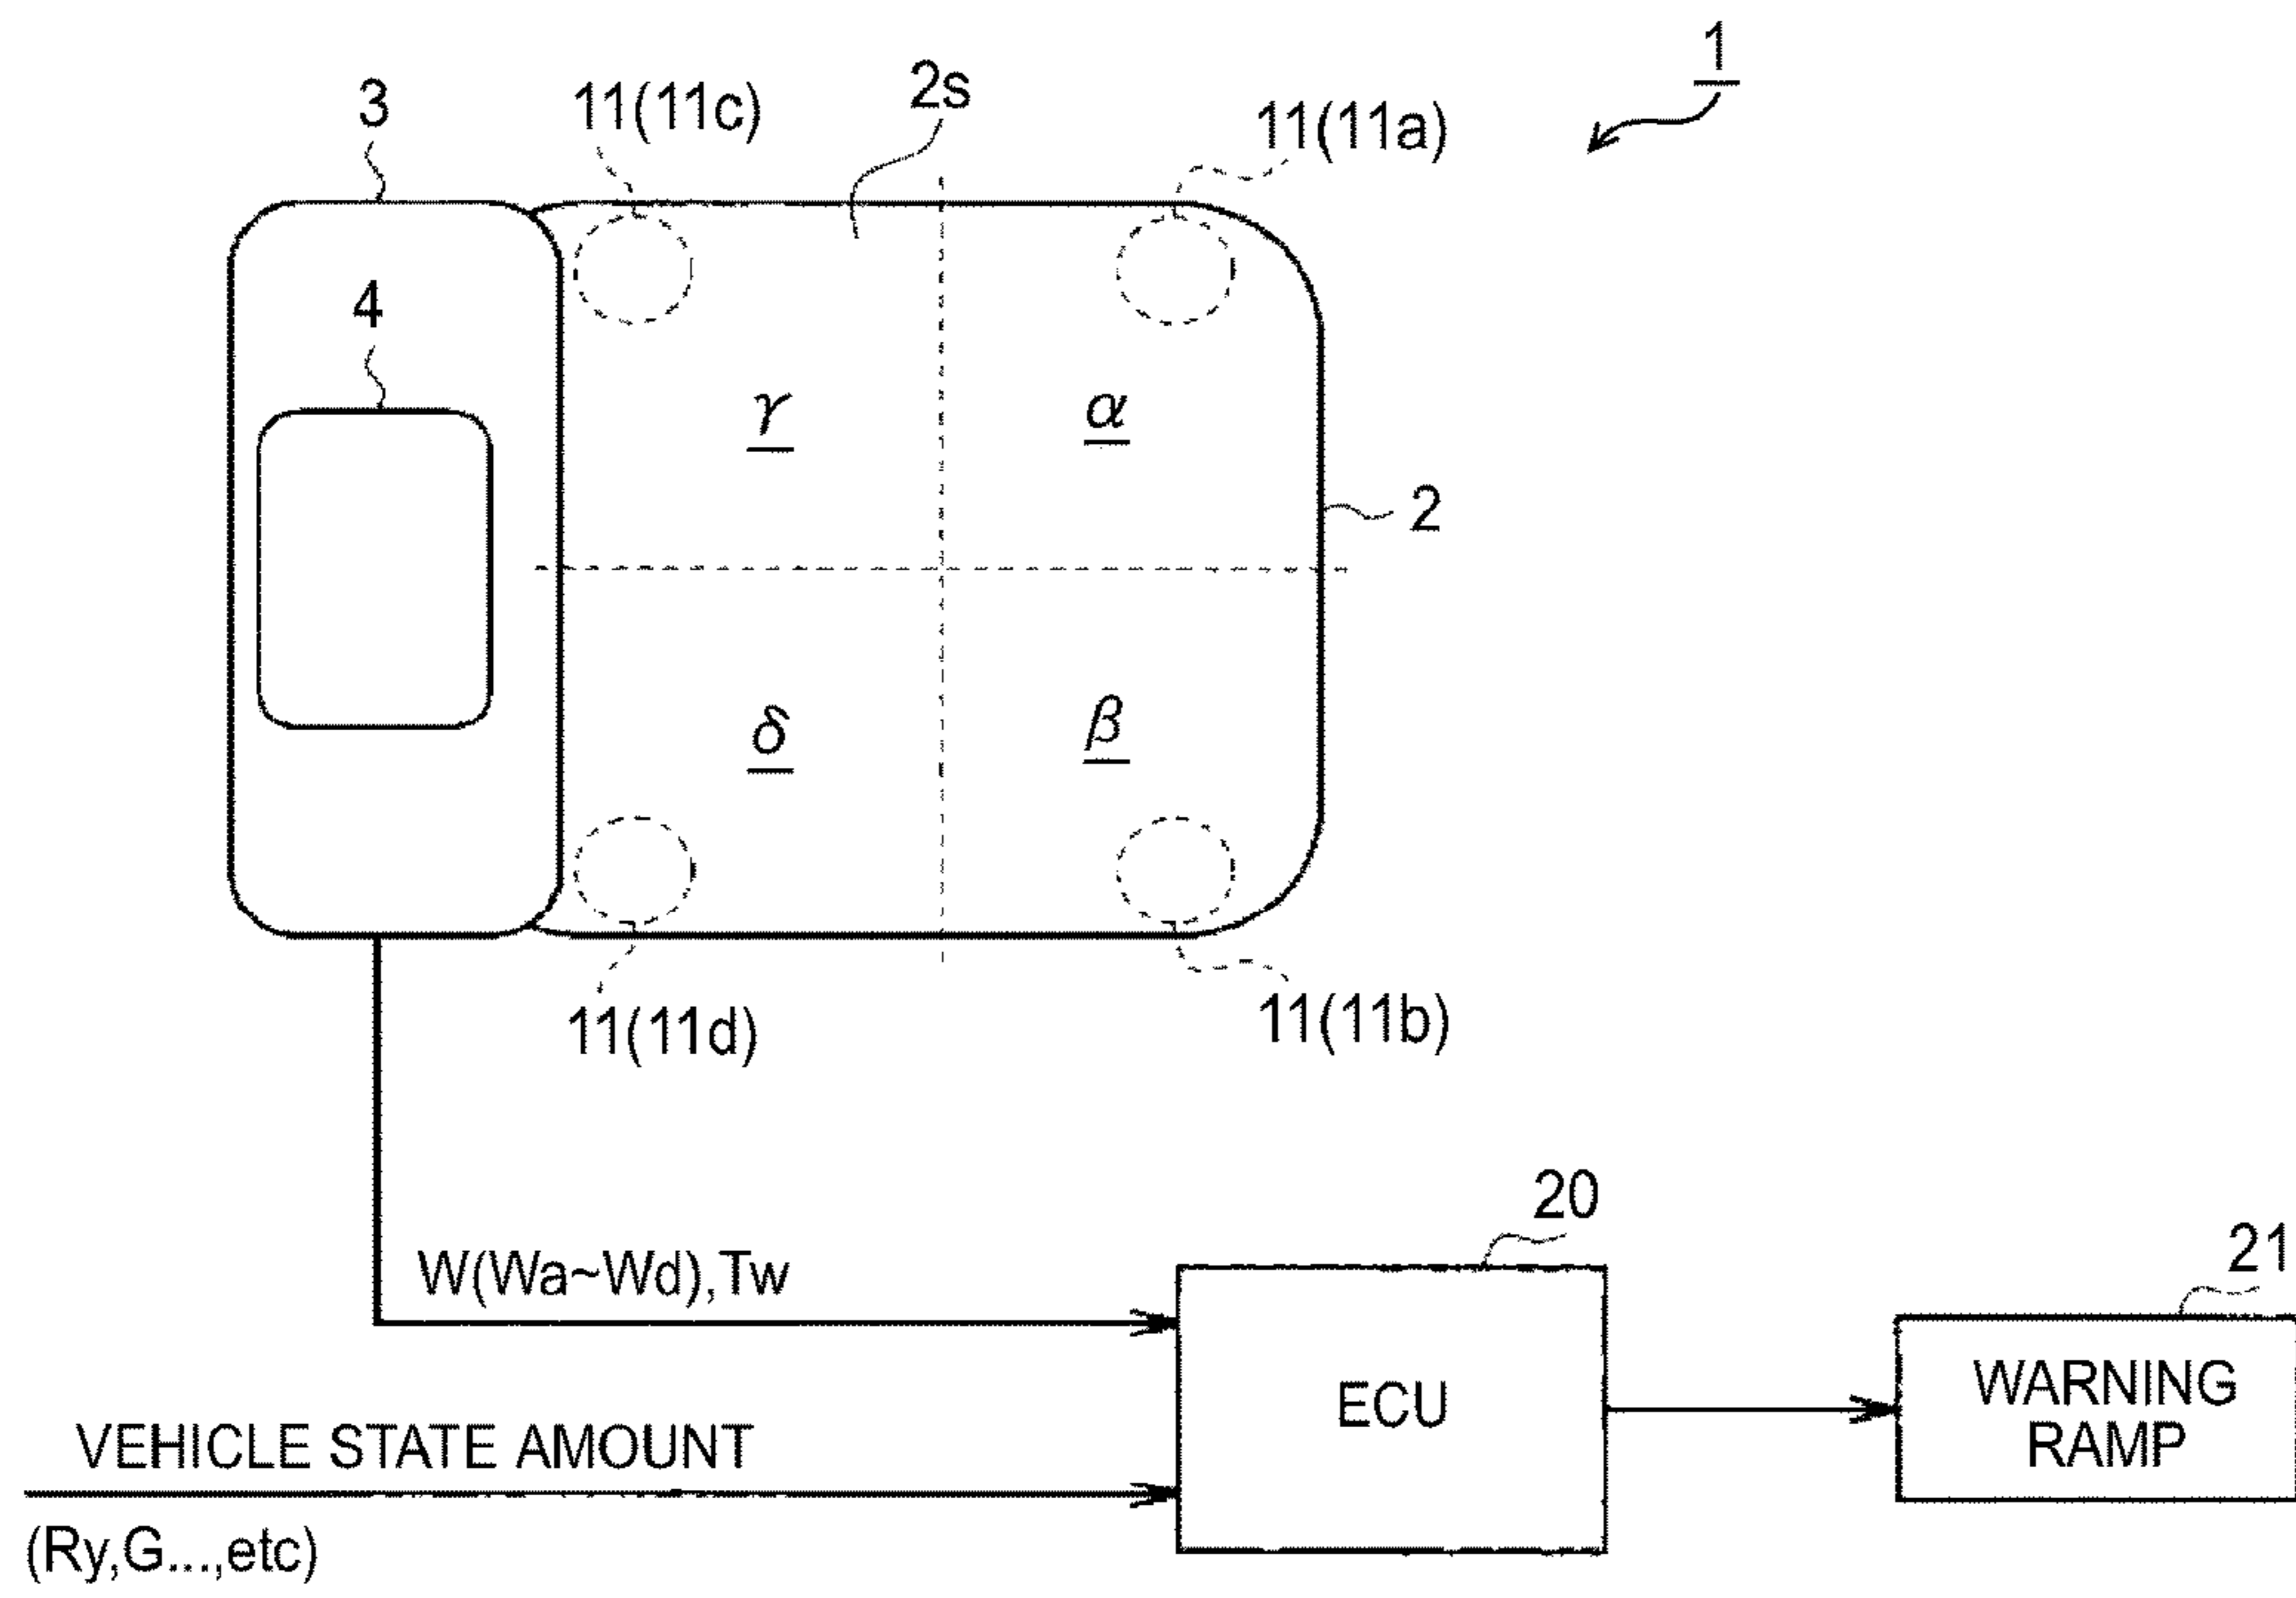 1
3
11(11c)
2s
11(11a)
4
γ
α
2
δ
β
11(11d)
11(11b)
20
W(Wa~Wd),Tw
21
ECU
WARNING
RAMP
VEHICLE STATE AMOUNT
(Ry,G...,etc)